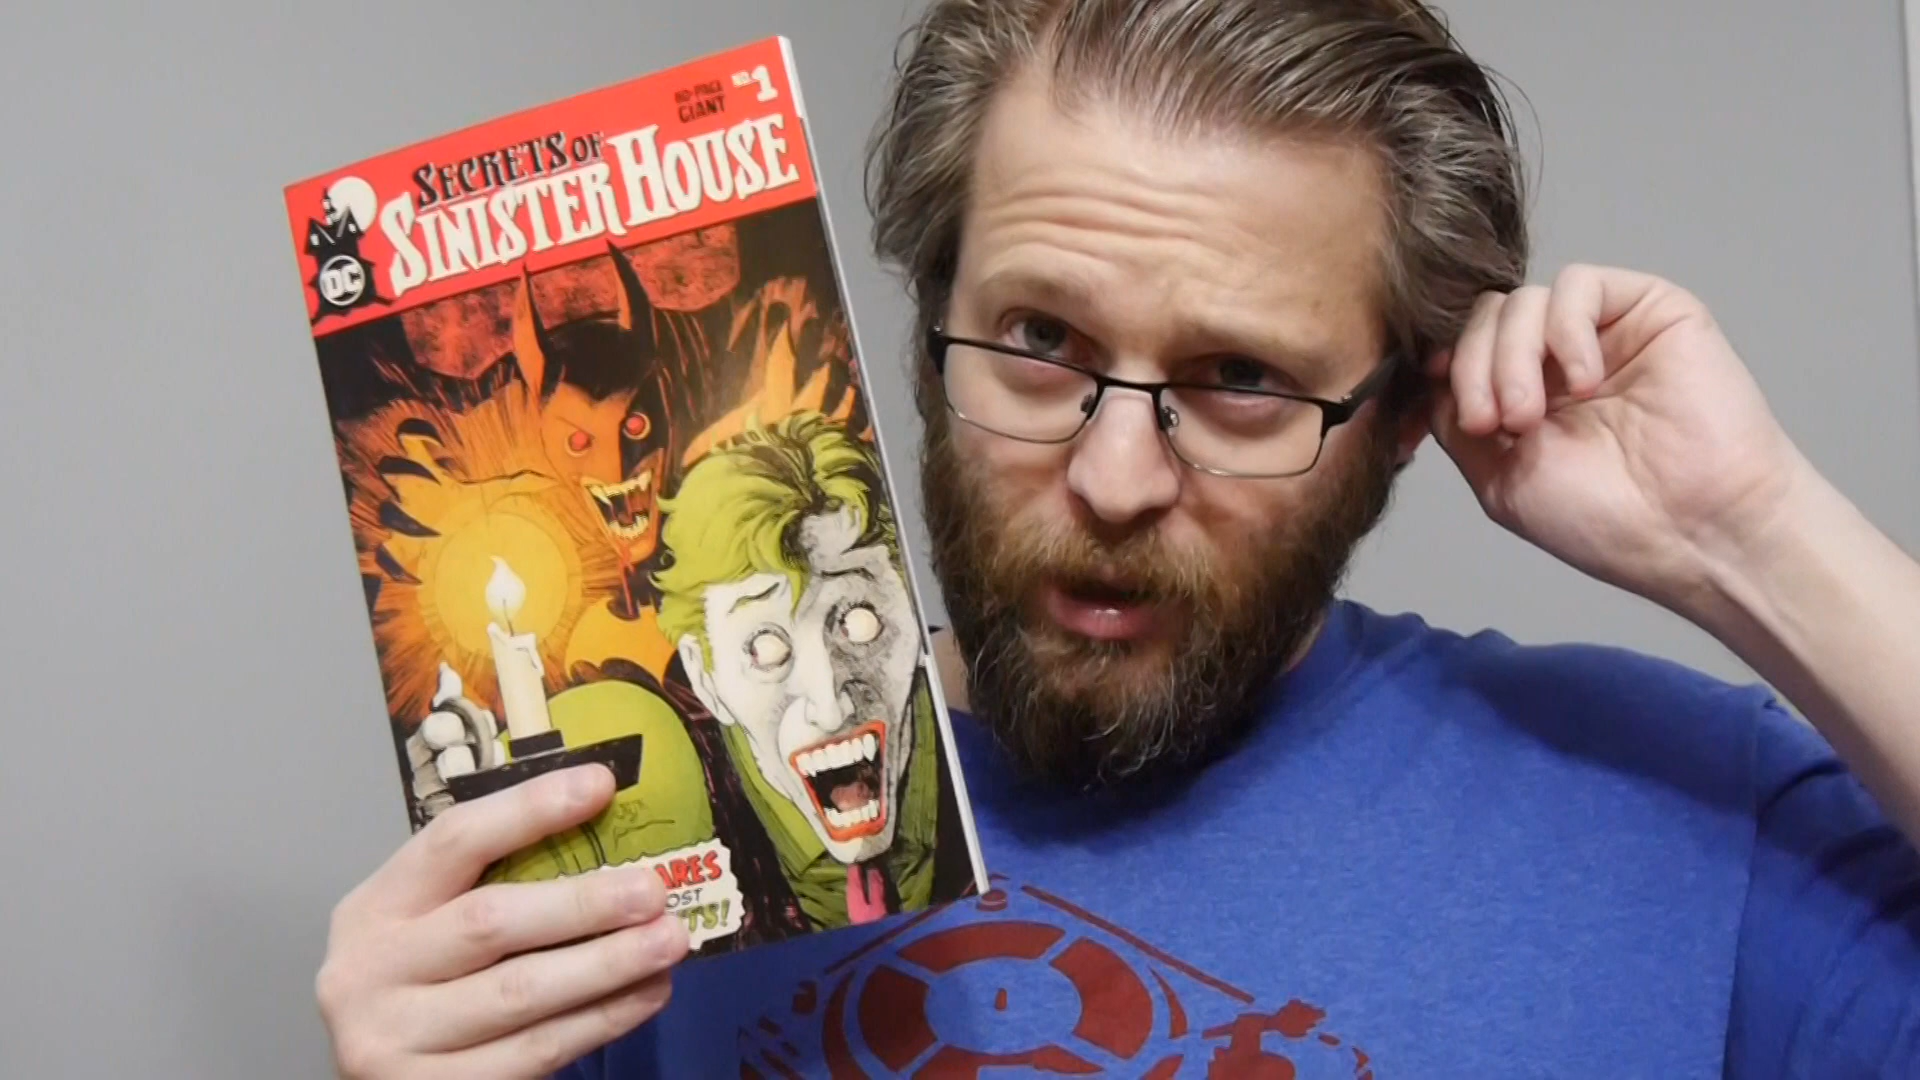 80-PAGE
GIANT
NO. 1
SECRETS OF
SINISTER HOUSE
DC
ARES
OST
TS!